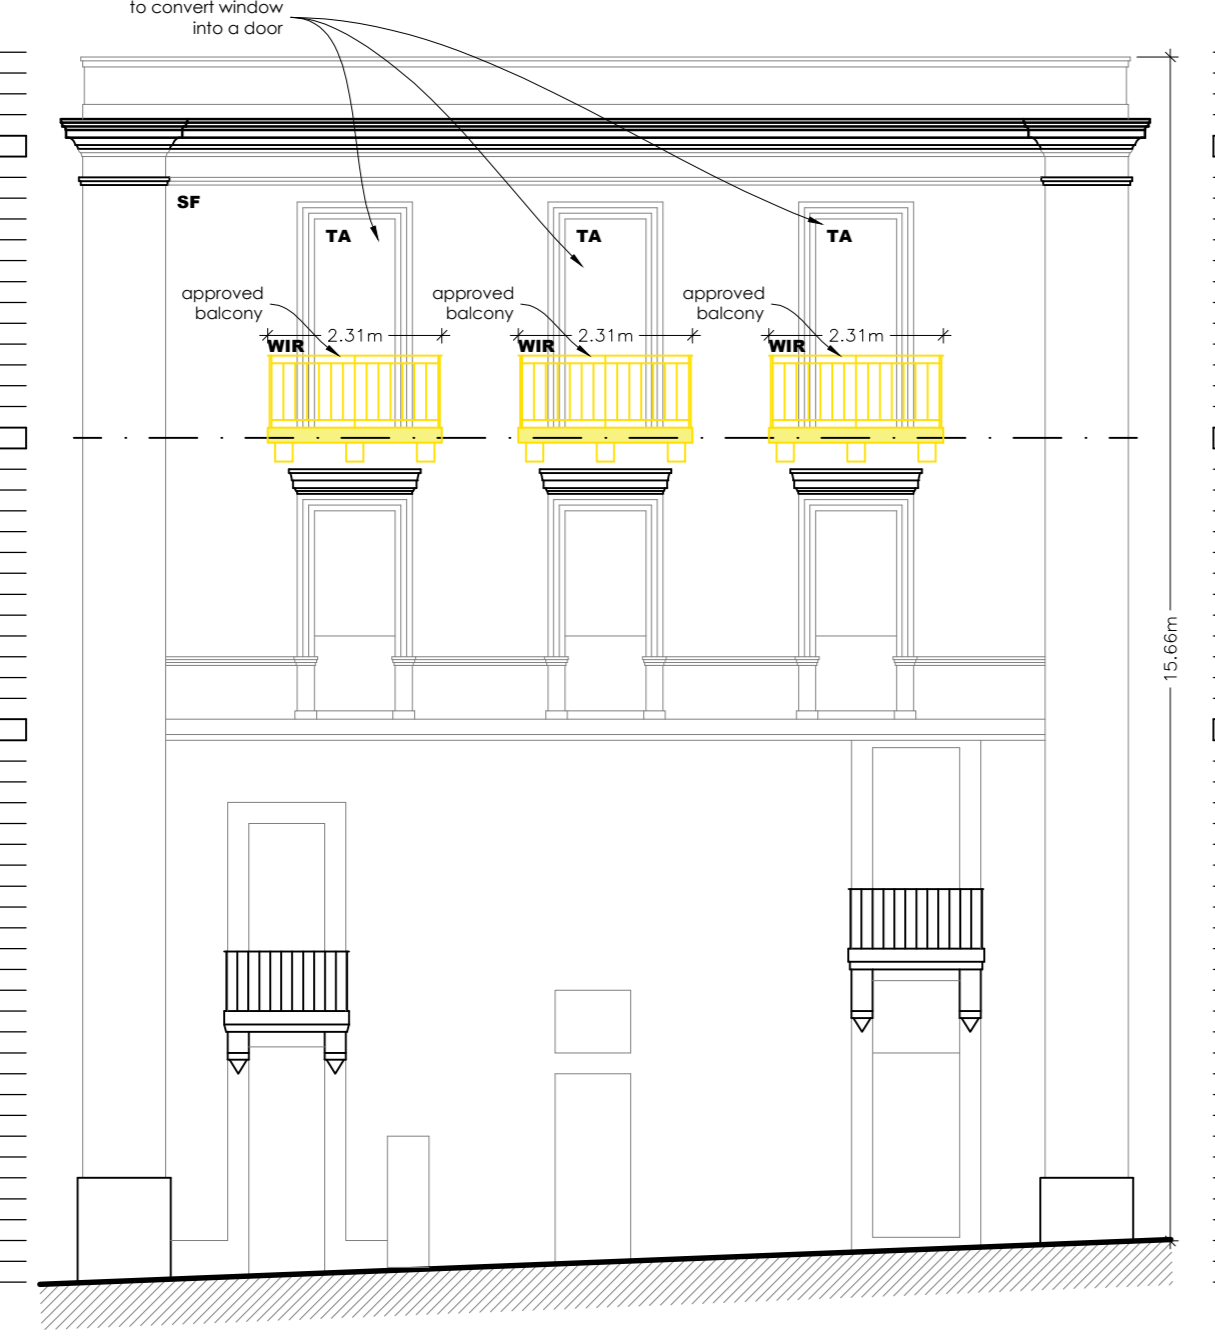 to convert window
into a door
SF
TA
TA
TA
approved
balcony
approved
balcony
approved
balcony
2.31m
2.31m
2.31m
WIR
WIR
WIR
15.66m